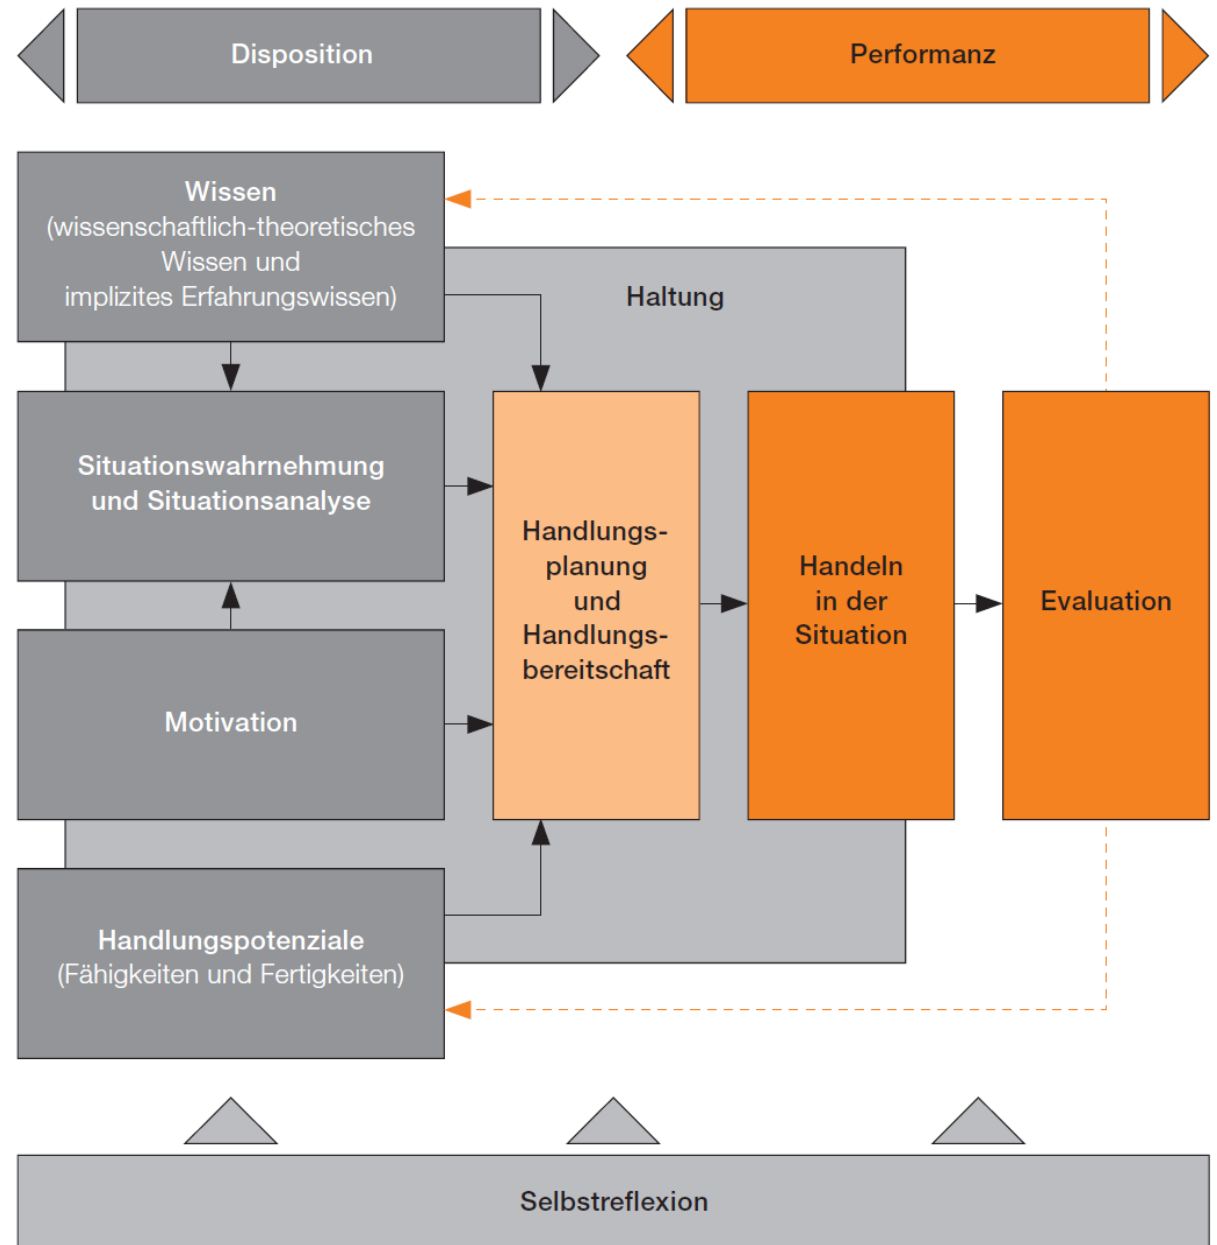 Disposition
Performanz
Wissen
(wissenschaftlich-theoretisches
Wissen und
implizites Erfahrungswissen)
Haltung
Situationswahrnehmung
und Situationsanalyse
Handlungs-
planung
und
Handlungs-
bereitschaft
Handeln
in der
Situation
Evaluation
Motivation
Handlungspotenziale
(Fähigkeiten und Fertigkeiten)
Selbstreflexion